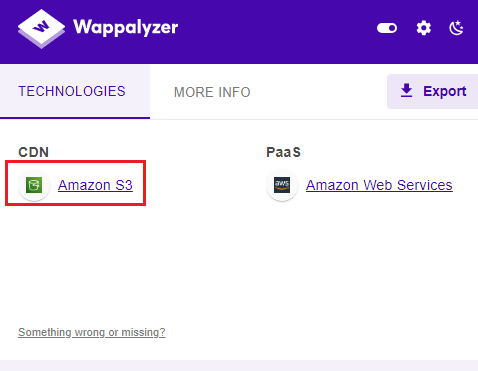 W Wappalyzer
TECHNOLOGIES
MORE INFO
Export
CDN
PaaS
Amazon S3
aws
Amazon Web Services
Something wrong or missing?